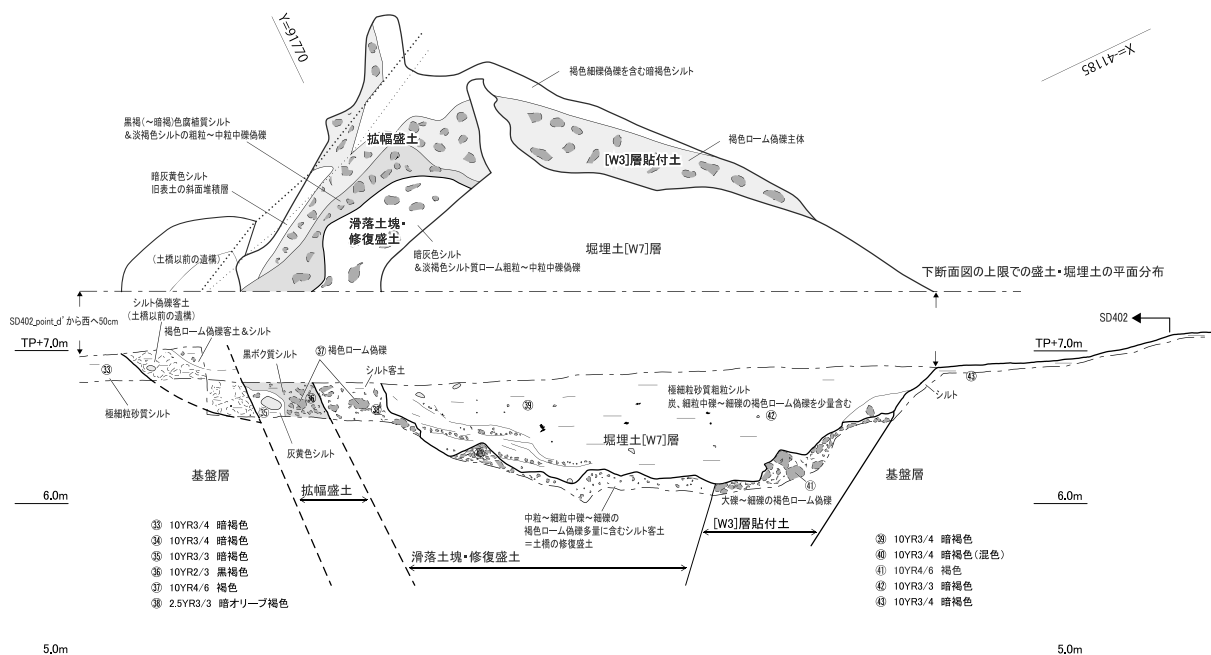 Y=91770
X=-41185
褐色細礫偽礫を含む暗褐色シルト
黒褐(～暗褐)色腐植質シルト
&淡褐色シルトの粗粒～中粒中礫偽礫
拡幅盛土
[W3]層貼付土
褐色ローム偽礫主体
暗灰黄色シルト
旧表土の斜面堆積層
滑落土塊・
修復盛土
暗灰色シルト
&淡褐色シルト質ローム粗粒～中粒中礫偽礫
堀埋土[W7]層
(土橋以前の遺構)
下断面図の上限での盛土・堀埋土の平面分布
シルト偽礫客土
(土橋以前の遺構)
SD402_point_d´から西へ50cm
褐色ローム偽礫客土&シルト
SD402
TP+7.0m
黒ボク質シルト
㊲ 褐色ローム偽礫
シルト客土
TP+7.0m
㉝
㊱
㊳
㉟
㊴
極細粒砂質粗粒シルト
炭、細粒中礫～細礫の褐色ローム偽礫を少量含む
㊷
㊸
シルト
極細粒砂質シルト
灰黄色シルト
堀埋土[W7]層
基盤層
基盤層
㊶
拡幅盛土
大礫～細礫の褐色ローム偽礫
6.0m
6.0m
中粒～細粒中礫～細礫の
褐色ローム偽礫多量に含むシルト客土
=土橋の修復盛土
[W3]層貼付土
滑落土塊・修復盛土
㉝ 10YR3/4 暗褐色
㉞ 10YR3/4 暗褐色
㉟ 10YR3/3 暗褐色
㊱ 10YR2/3 黒褐色
㊲ 10YR4/6 褐色
㊳ 2.5YR3/3 暗オリーブ褐色
㊴ 10YR3/4 暗褐色
㊵ 10YR3/4 暗褐色(混色)
㊶ 10YR4/6 褐色
㊷ 10YR3/3 暗褐色
㊸ 10YR3/4 暗褐色
5.0m
5.0m